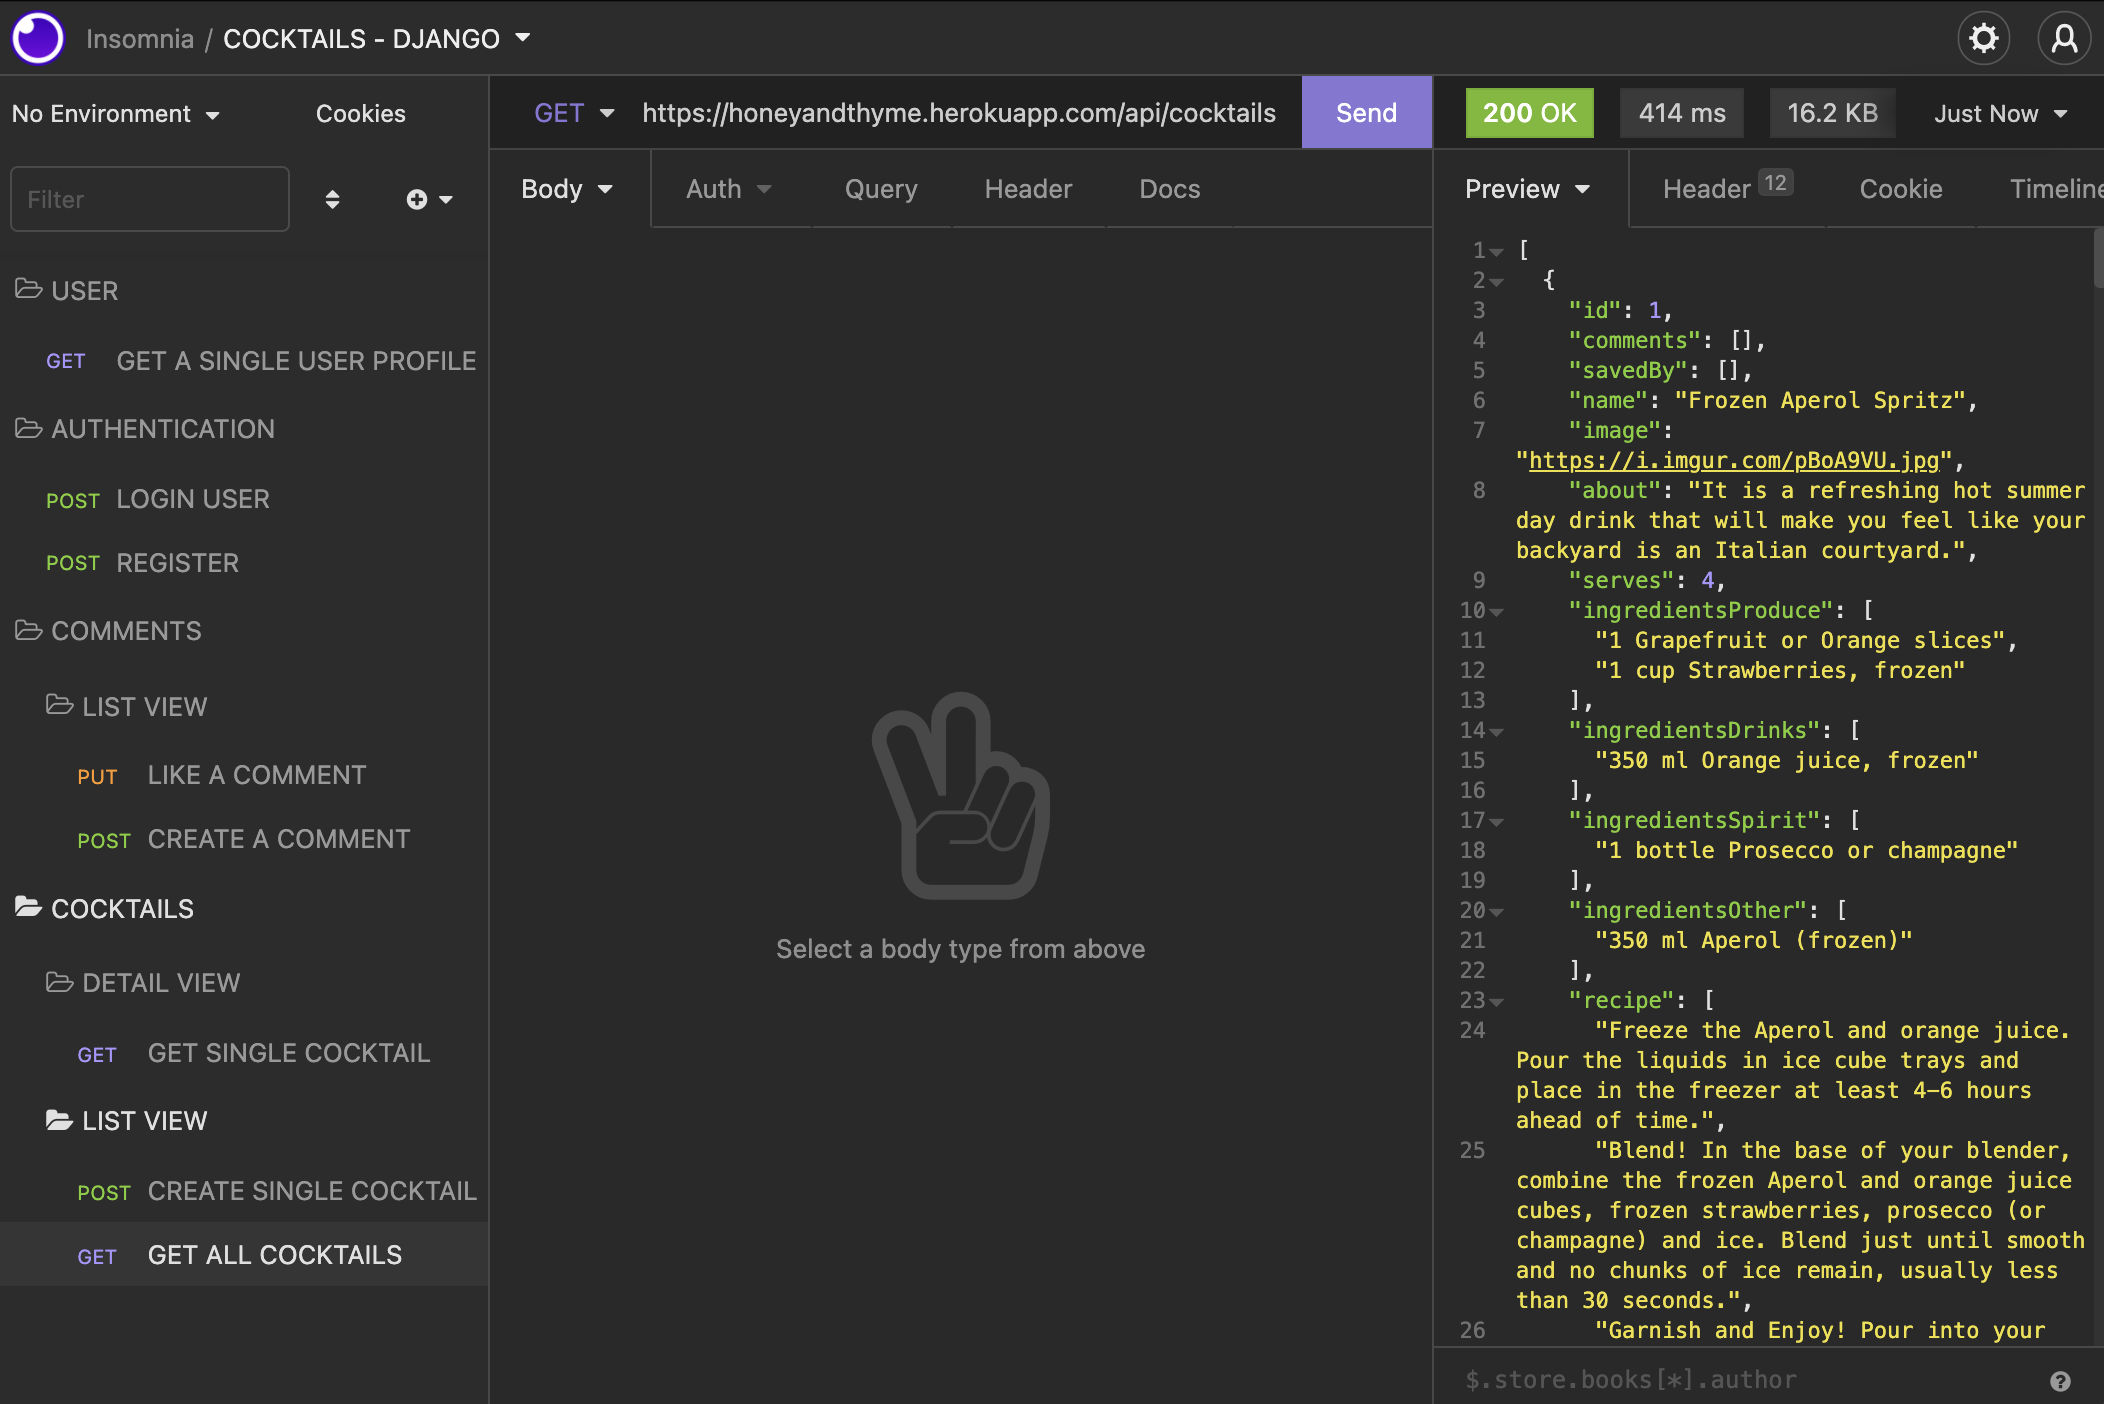 Insomnia / COCKTAILS - DJANGO
No Environment
Cookies
Filter
USER
GET GET A SINGLE USER PROFILE
AUTHENTICATION
POST LOGIN USER
POST REGISTER
COMMENTS
LIST VIEW
PUT LIKE A COMMENT
POST CREATE A COMMENT
COCKTAILS
DETAIL VIEW
GET GET SINGLE COCKTAIL
LIST VIEW
POST CREATE SINGLE COCKTAIL
GET GET ALL COCKTAILS
GET https://honeyandthyme.herokuapp.com/api/cocktails Send
Body Auth Query Header Docs
Select a body type from above
200 OK 414 ms 16.2 KB Just Now
Preview Header 12 Cookie Timeline
1 [
2 {
3 "id": 1,
4 "comments": [],
5 "savedBy": [],
6 "name": "Frozen Aperol Spritz",
7 "image":
"https://i.imgur.com/pBoA9VU.jpg",
8 "about": "It is a refreshing hot summer
day drink that will make you feel like your
backyard is an Italian courtyard.",
9 "serves": 4,
10 "ingredientsProduce": [
11 "1 Grapefruit or Orange slices",
12 "1 cup Strawberries, frozen"
13 ],
14 "ingredientsDrinks": [
15 "350 ml Orange juice, frozen"
16 ],
17 "ingredientsSpirit": [
18 "1 bottle Prosecco or champagne"
19 ],
20 "ingredientsOther": [
21 "350 ml Aperol (frozen)"
22 ],
23 "recipe": [
24 "Freeze the Aperol and orange juice.
Pour the liquids in ice cube trays and
place in the freezer at least 4-6 hours
ahead of time.",
25 "Blend! In the base of your blender,
combine the frozen Aperol and orange juice
cubes, frozen strawberries, prosecco (or
champagne) and ice. Blend just until smooth
and no chunks of ice remain, usually less
than 30 seconds.",
26 "Garnish and Enjoy! Pour into your
$.store.books[*].author